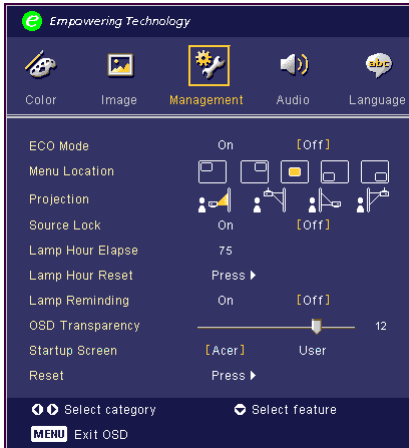 e Empowering Technology
abc
Color Image Management Audio Language
ECO Mode On [Off]
Menu Location
Projection
Source Lock On [Off]
Lamp Hour Elapse 75
Lamp Hour Reset Press
Lamp Reminding On [Off]
OSD Transparency 12
Startup Screen [Acer] User
Reset Press
Select category Select feature
MENU Exit OSD